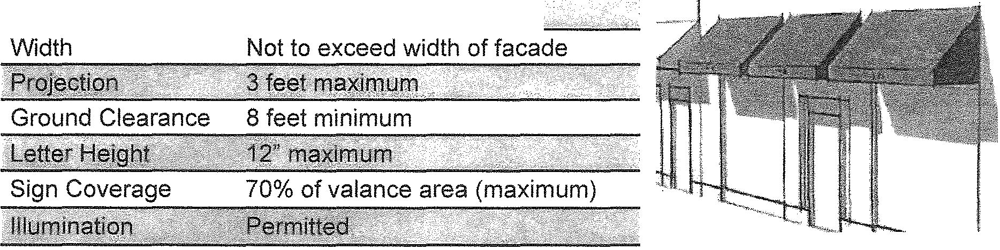 Width Not to exceed width of facade
Projection 3 feet maximum
Ground Clearance 8 feet minimum
Letter Height 12” maximum
Sign Coverage 70% of valance area (maximum)
Illumination Permitted